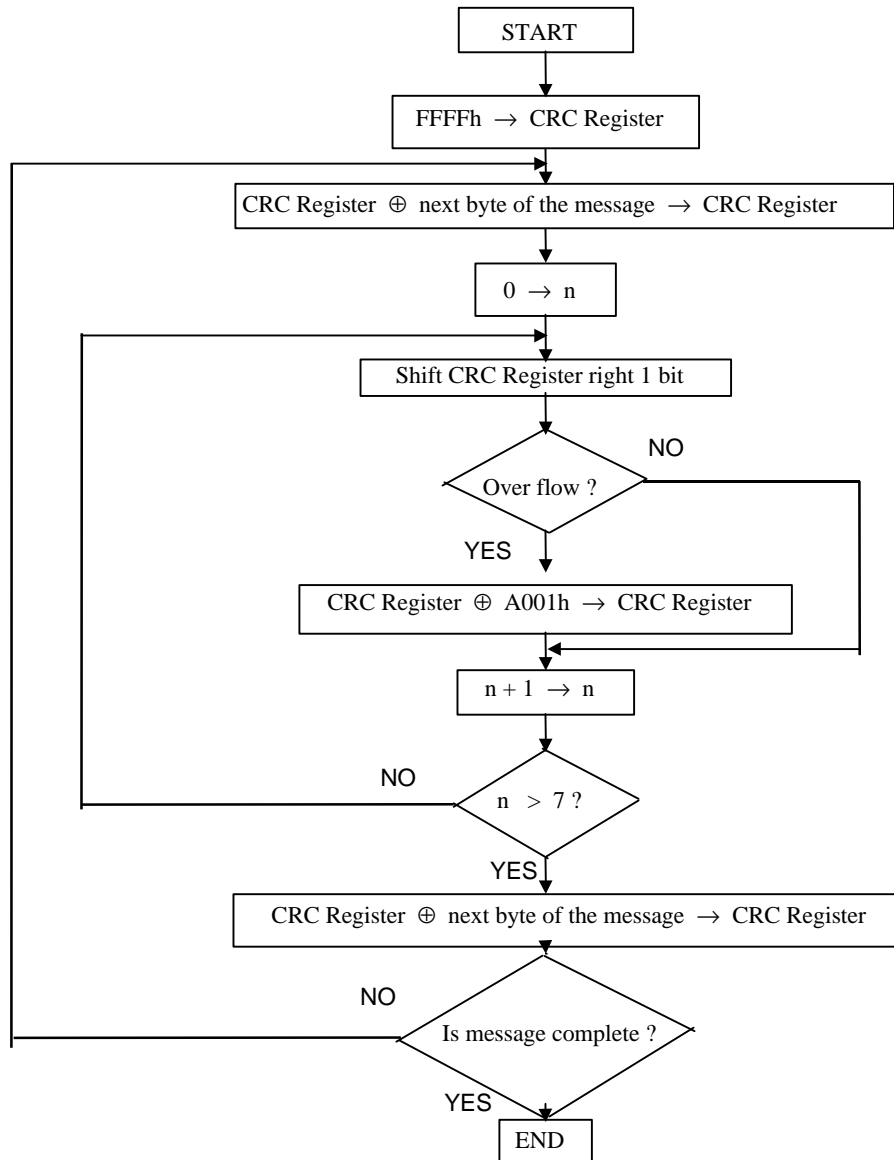 START
FFFFh → CRC Register
CRC Register ⊕ next byte of the message → CRC Register
0 → n
Shift CRC Register right 1 bit
NO
Over flow ?
YES
CRC Register ⊕ A001h → CRC Register
n + 1 → n
NO
n > 7 ?
YES
CRC Register ⊕ next byte of the message → CRC Register
NO
Is message complete ?
YES
END